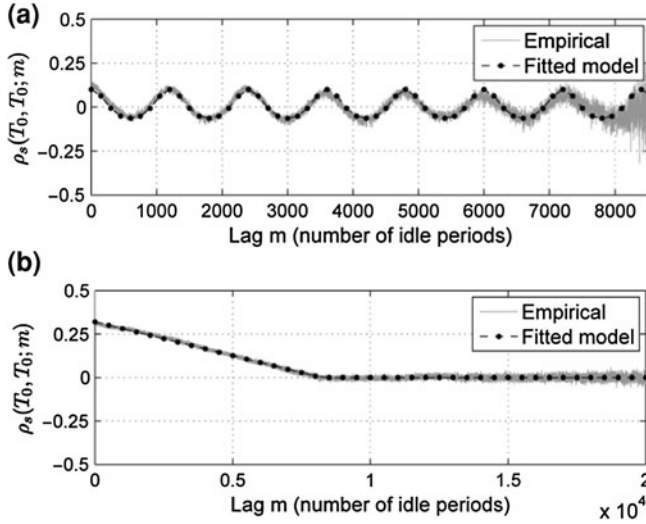 (a)
0.5
0.25
0
−0.25
−0.5
ρs(T0, T0; m)
Empirical
Fitted model
0 1000 2000 3000 4000 5000 6000 7000 8000
Lag m (number of idle periods)
(b)
0.5
0.25
0
−0.25
−0.5
ρs(T0, T0; m)
Empirical
Fitted model
0 0.5 1 1.5 2
Lag m (number of idle periods)
x 10^4